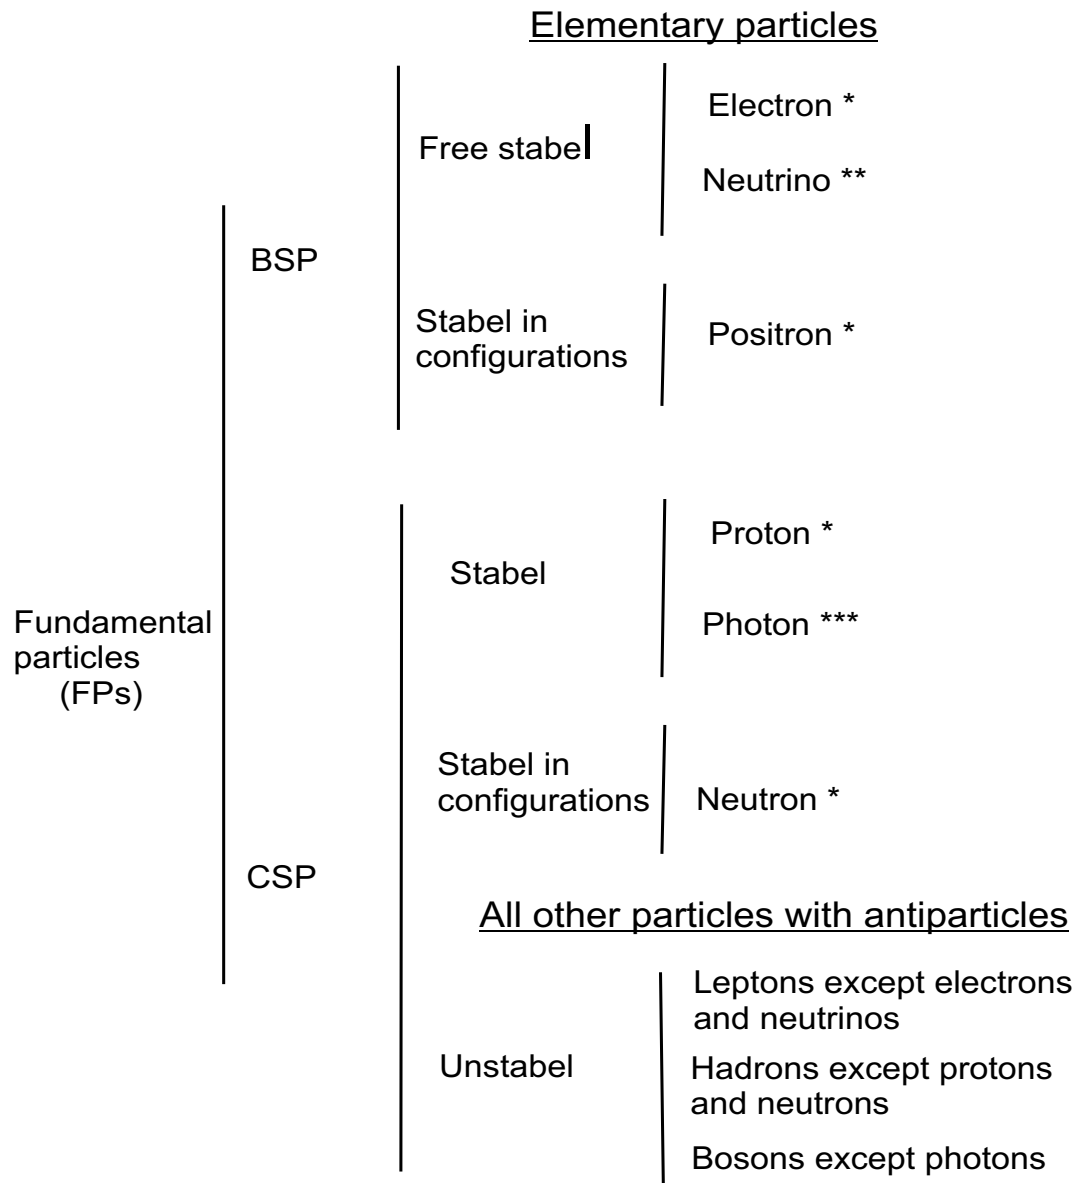 Elementary particles
Free stabel
Electron *
Neutrino **
BSP
Stabel in
configurations
Positron *
Stabel
Proton *
Photon ***
Fundamental
particles
(FPs)
Stabel in
configurations
Neutron *
CSP
All other particles with antiparticles
Unstabel
Leptons except electrons
and neutrinos
Hadrons except protons
and neutrons
Bosons except photons